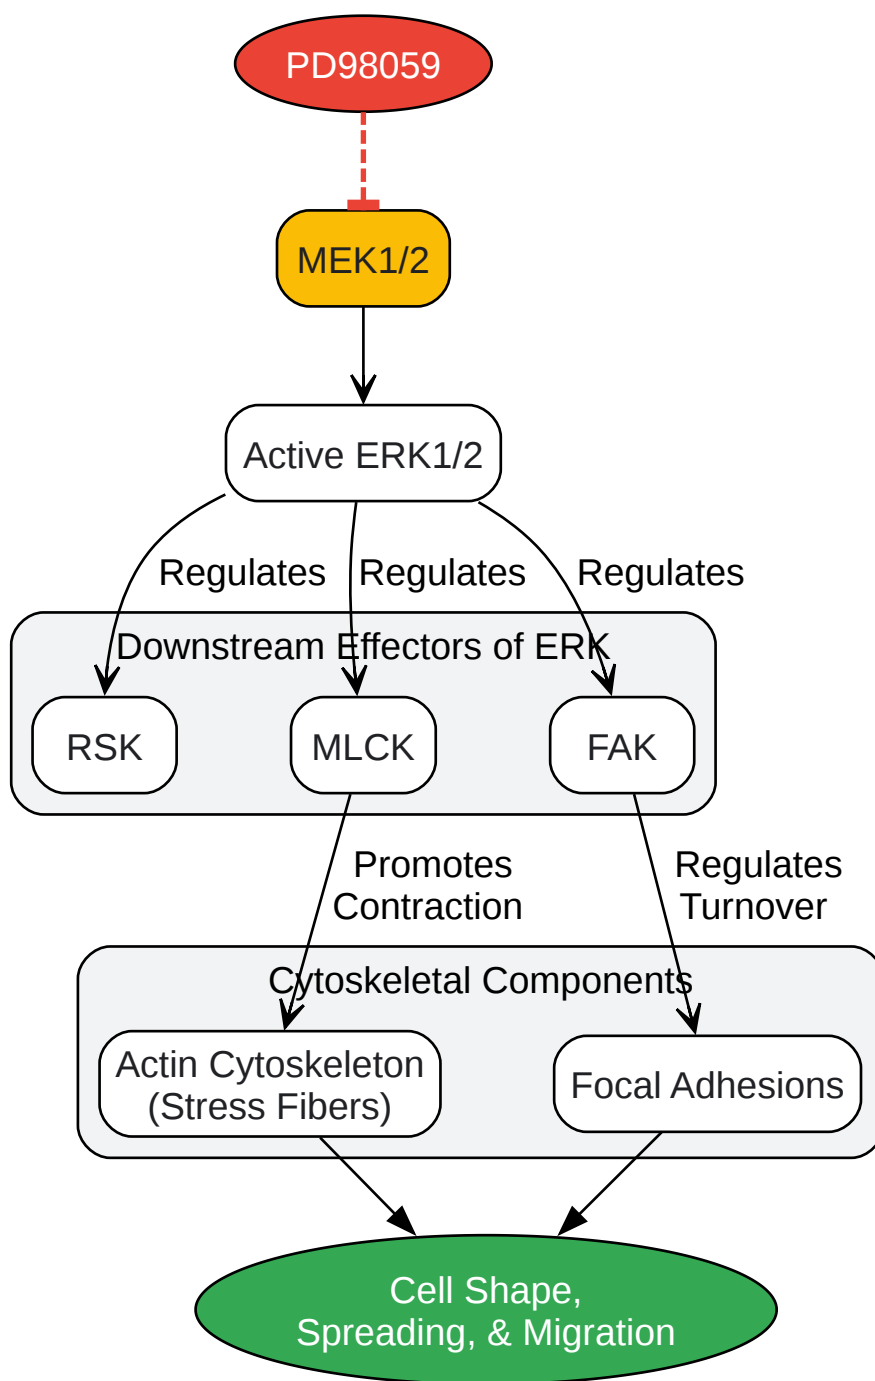 PD98059
MEK1/2
Active ERK1/2
Regulates
Regulates
Regulates
Downstream Effectors of ERK
RSK
MLCK
FAK
Promotes
Contraction
Regulates
Turnover
Cytoskeletal Components
Actin Cytoskeleton
(Stress Fibers)
Focal Adhesions
Cell Shape,
Spreading, & Migration